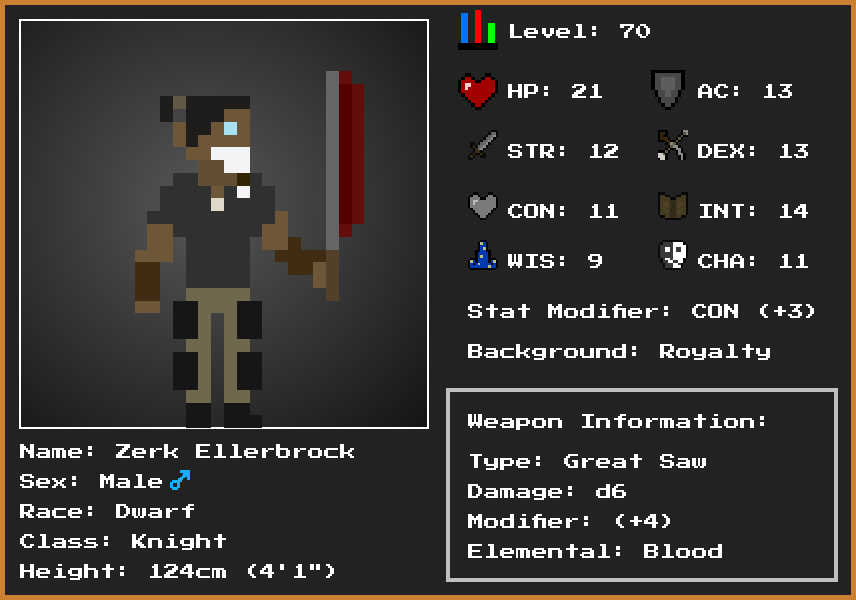 Level: 70
HP: 21 AC: 13
STR: 12 DEX: 13
CON: 11 INT: 14
WIS: 9 CHA: 11
Stat Modifier: CON (+3)
Background: Royalty
Name: Zerk Ellerbrock
Sex: Male ♂
Race: Dwarf
Class: Knight
Height: 124cm (4'1")
Weapon Information:
Type: Great Saw
Damage: d6
Modifier: (+4)
Elemental: Blood